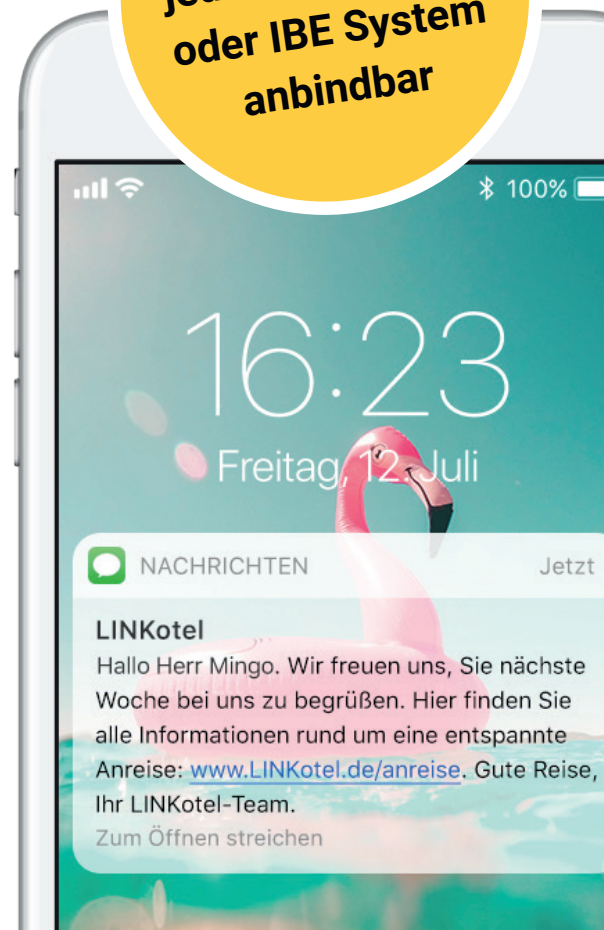 oder IBE System
anbindbar
100%
16:23
Freitag, 12. Juli
NACHRICHTEN
Jetzt
LINKotel
Hallo Herr Mingo. Wir freuen uns, Sie nächste
Woche bei uns zu begrüßen. Hier finden Sie
alle Informationen rund um eine entspannte
Anreise: www.LINKotel.de/anreise. Gute Reise,
Ihr LINKotel-Team.
Zum Öffnen streichen